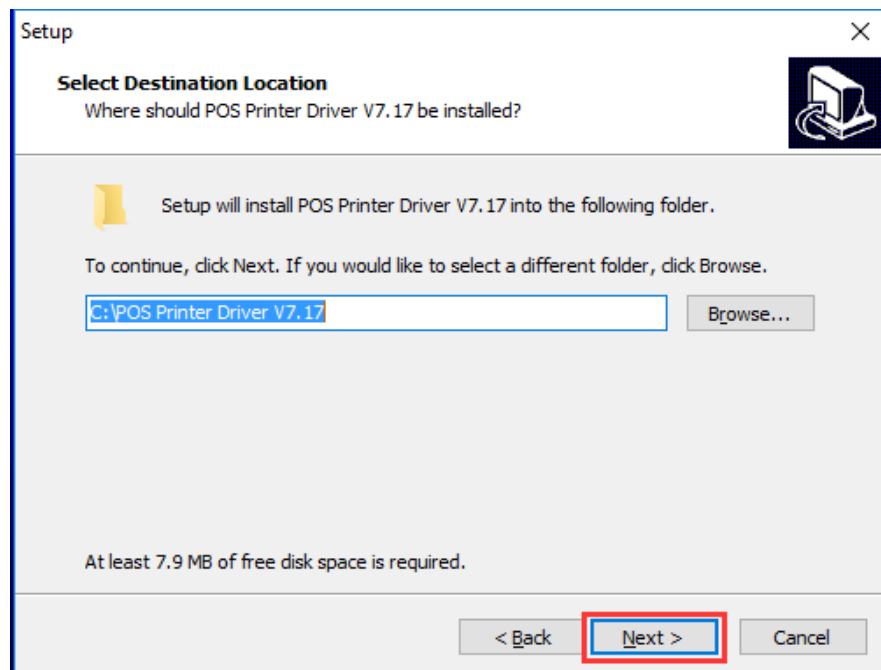 Setup
Select Destination Location
Where should POS Printer Driver V7.17 be installed?
Setup will install POS Printer Driver V7.17 into the following folder.
To continue, click Next. If you would like to select a different folder, click Browse.
C:\POS Printer Driver V7.17
Browse...
At least 7.9 MB of free disk space is required.
< Back
Next >
Cancel